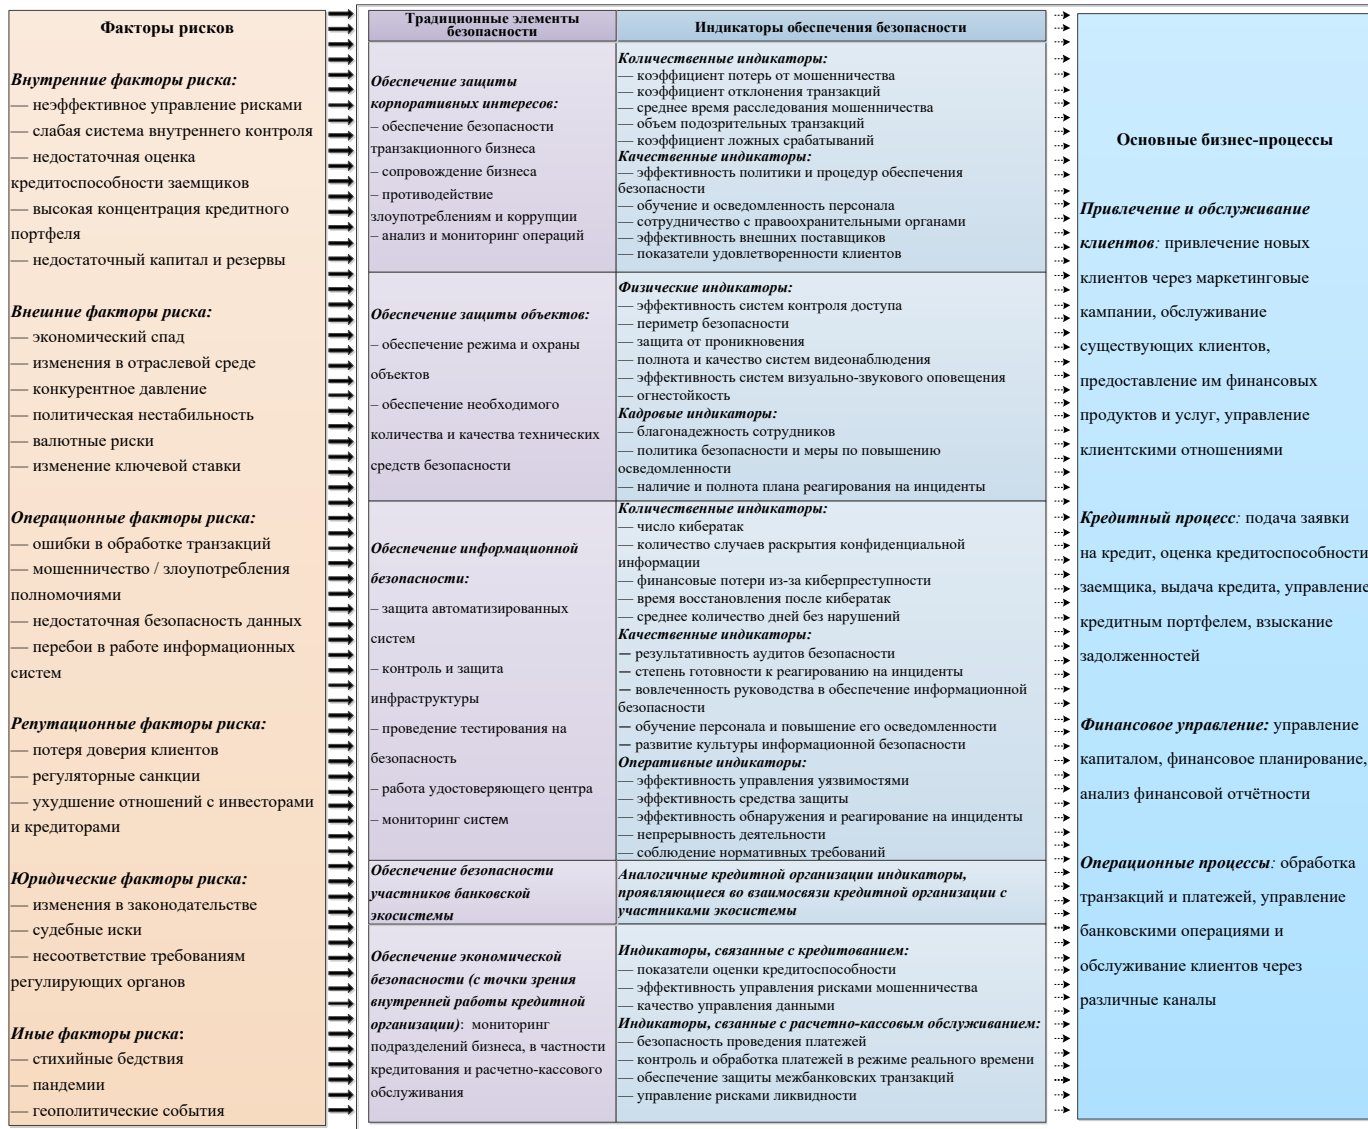 Факторы рисков
Внутренние факторы риска:
— неэффективное управление рисками
— слабая система внутреннего контроля
— недостаточная оценка
кредитоспособности заемщиков
— высокая концентрация кредитного
портфеля
— недостаточный капитал и резервы
Внешние факторы риска:
— экономический спад
— изменения в отраслевой среде
— конкурентное давление
— политическая нестабильность
— валютные риски
— изменение ключевой ставки
Операционные факторы риска:
— ошибки в обработке транзакций
— мошенничество / злоупотребления
полномочиями
— недостаточная безопасность данных
— перебои в работе информационных
систем
Репутационные факторы риска:
— потеря доверия клиентов
— регуляторные санкции
— ухудшение отношений с инвесторами
и кредиторами
Юридические факторы риска:
— изменения в законодательстве
— судебные иски
— несоответствие требованиям
регулирующих органов
Иные факторы риска:
— стихийные бедствия
— пандемии
— геополитические события
Традиционные элементы
безопасности
Индикаторы обеспечения безопасности
Обеспечение защиты
корпоративных интересов:
– обеспечение безопасности
транзакционного бизнеса
– сопровождение бизнеса
– противодействие
злоупотреблениям и коррупции
– анализ и мониторинг операций
Количественные индикаторы:
— коэффициент потерь от мошенничества
— коэффициент отклонения транзакций
— среднее время расследования мошенничества
— объем подозрительных транзакций
— коэффициент ложных срабатываний
Качественные индикаторы:
— эффективность политики и процедур обеспечения
безопасности
— обучение и осведомленность персонала
— сотрудничество с правоохранительными органами
— эффективность внешних поставщиков
— показатели удовлетворенности клиентов
Обеспечение защиты объектов:
– обеспечение режима и охраны
объектов
– обеспечение необходимого
количества и качества технических
средств безопасности
Физические индикаторы:
— эффективность систем контроля доступа
— периметр безопасности
— защита от проникновения
— полнота и качество систем видеонаблюдения
— эффективность систем визуально-звукового оповещения
— огнестойкость
Кадровые индикаторы:
— благонадежность сотрудников
— политика безопасности и меры по повышению
осведомленности
— наличие и полнота плана реагирования на инциденты
Обеспечение информационной
безопасности:
– защита автоматизированных
систем
– контроль и защита
инфраструктуры
– проведение тестирования на
безопасность
– работа удостоверяющего центра
– мониторинг систем
Количественные индикаторы:
— число кибератак
— количество случаев раскрытия конфиденциальной
информации
— финансовые потери из-за киберпреступности
— время восстановления после кибератак
— среднее количество дней без нарушений
Качественные индикаторы:
— результативность аудитов безопасности
— степень готовности к реагированию на инциденты
— вовлеченность руководства в обеспечение информационной
безопасности
— обучение персонала и повышение его осведомленности
— развитие культуры информационной безопасности
Оперативные индикаторы:
— эффективность управления уязвимостями
— эффективность средства защиты
— эффективность обнаружения и реагирование на инциденты
— непрерывность деятельности
— соблюдение нормативных требований
Обеспечение безопасности
участников банковской
экосистемы
Аналогичные кредитной организации индикаторы,
проявляющиеся во взаимосвязи кредитной организации с
участниками экосистемы
Обеспечение экономической
безопасности (с точки зрения
внутренней работы кредитной
организации): мониторинг
подразделений бизнеса, в частности
кредитования и расчетно-кассового
обслуживания
Индикаторы, связанные с кредитованием:
— показатели оценки кредитоспособности
— эффективность управления рисками мошенничества
— качество управления данными
Индикаторы, свзанные с расчетно-кассовым обслуживанием:
— безопасность проведения платежей
— контроль и обработка платежей в режиме реального времени
— обеспечение защиты межбанковских транзакций
— управление рисками ликвидности
Основные бизнес-процессы
Привлечение и обслуживание
клиентов: привлечение новых
клиентов через маркетинговые
кампании, обслуживание
существующих клиентов,
предоставление им финансовых
продуктов и услуг, управление
клиентскими отношениями
Кредитный процесс: подача заявки
на кредит, оценка кредитоспособности
заемщика, выдача кредита, управление
кредитным портфелем, взыскание
задолженностей
Финансовое управление: управление
капиталом, финансовое планирование,
анализ финансовой отчётности
Операционные процессы: обработка
транзакций и платежей, управление
банковскими операциями и
обслуживание клиентов через
различные каналы